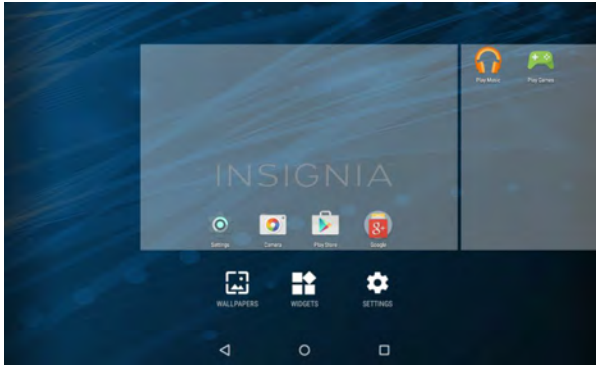 Play Music Play Games
INSIGNIA
Settings Camera Play Store Google
WALLPAPERS WIDGETS SETTINGS